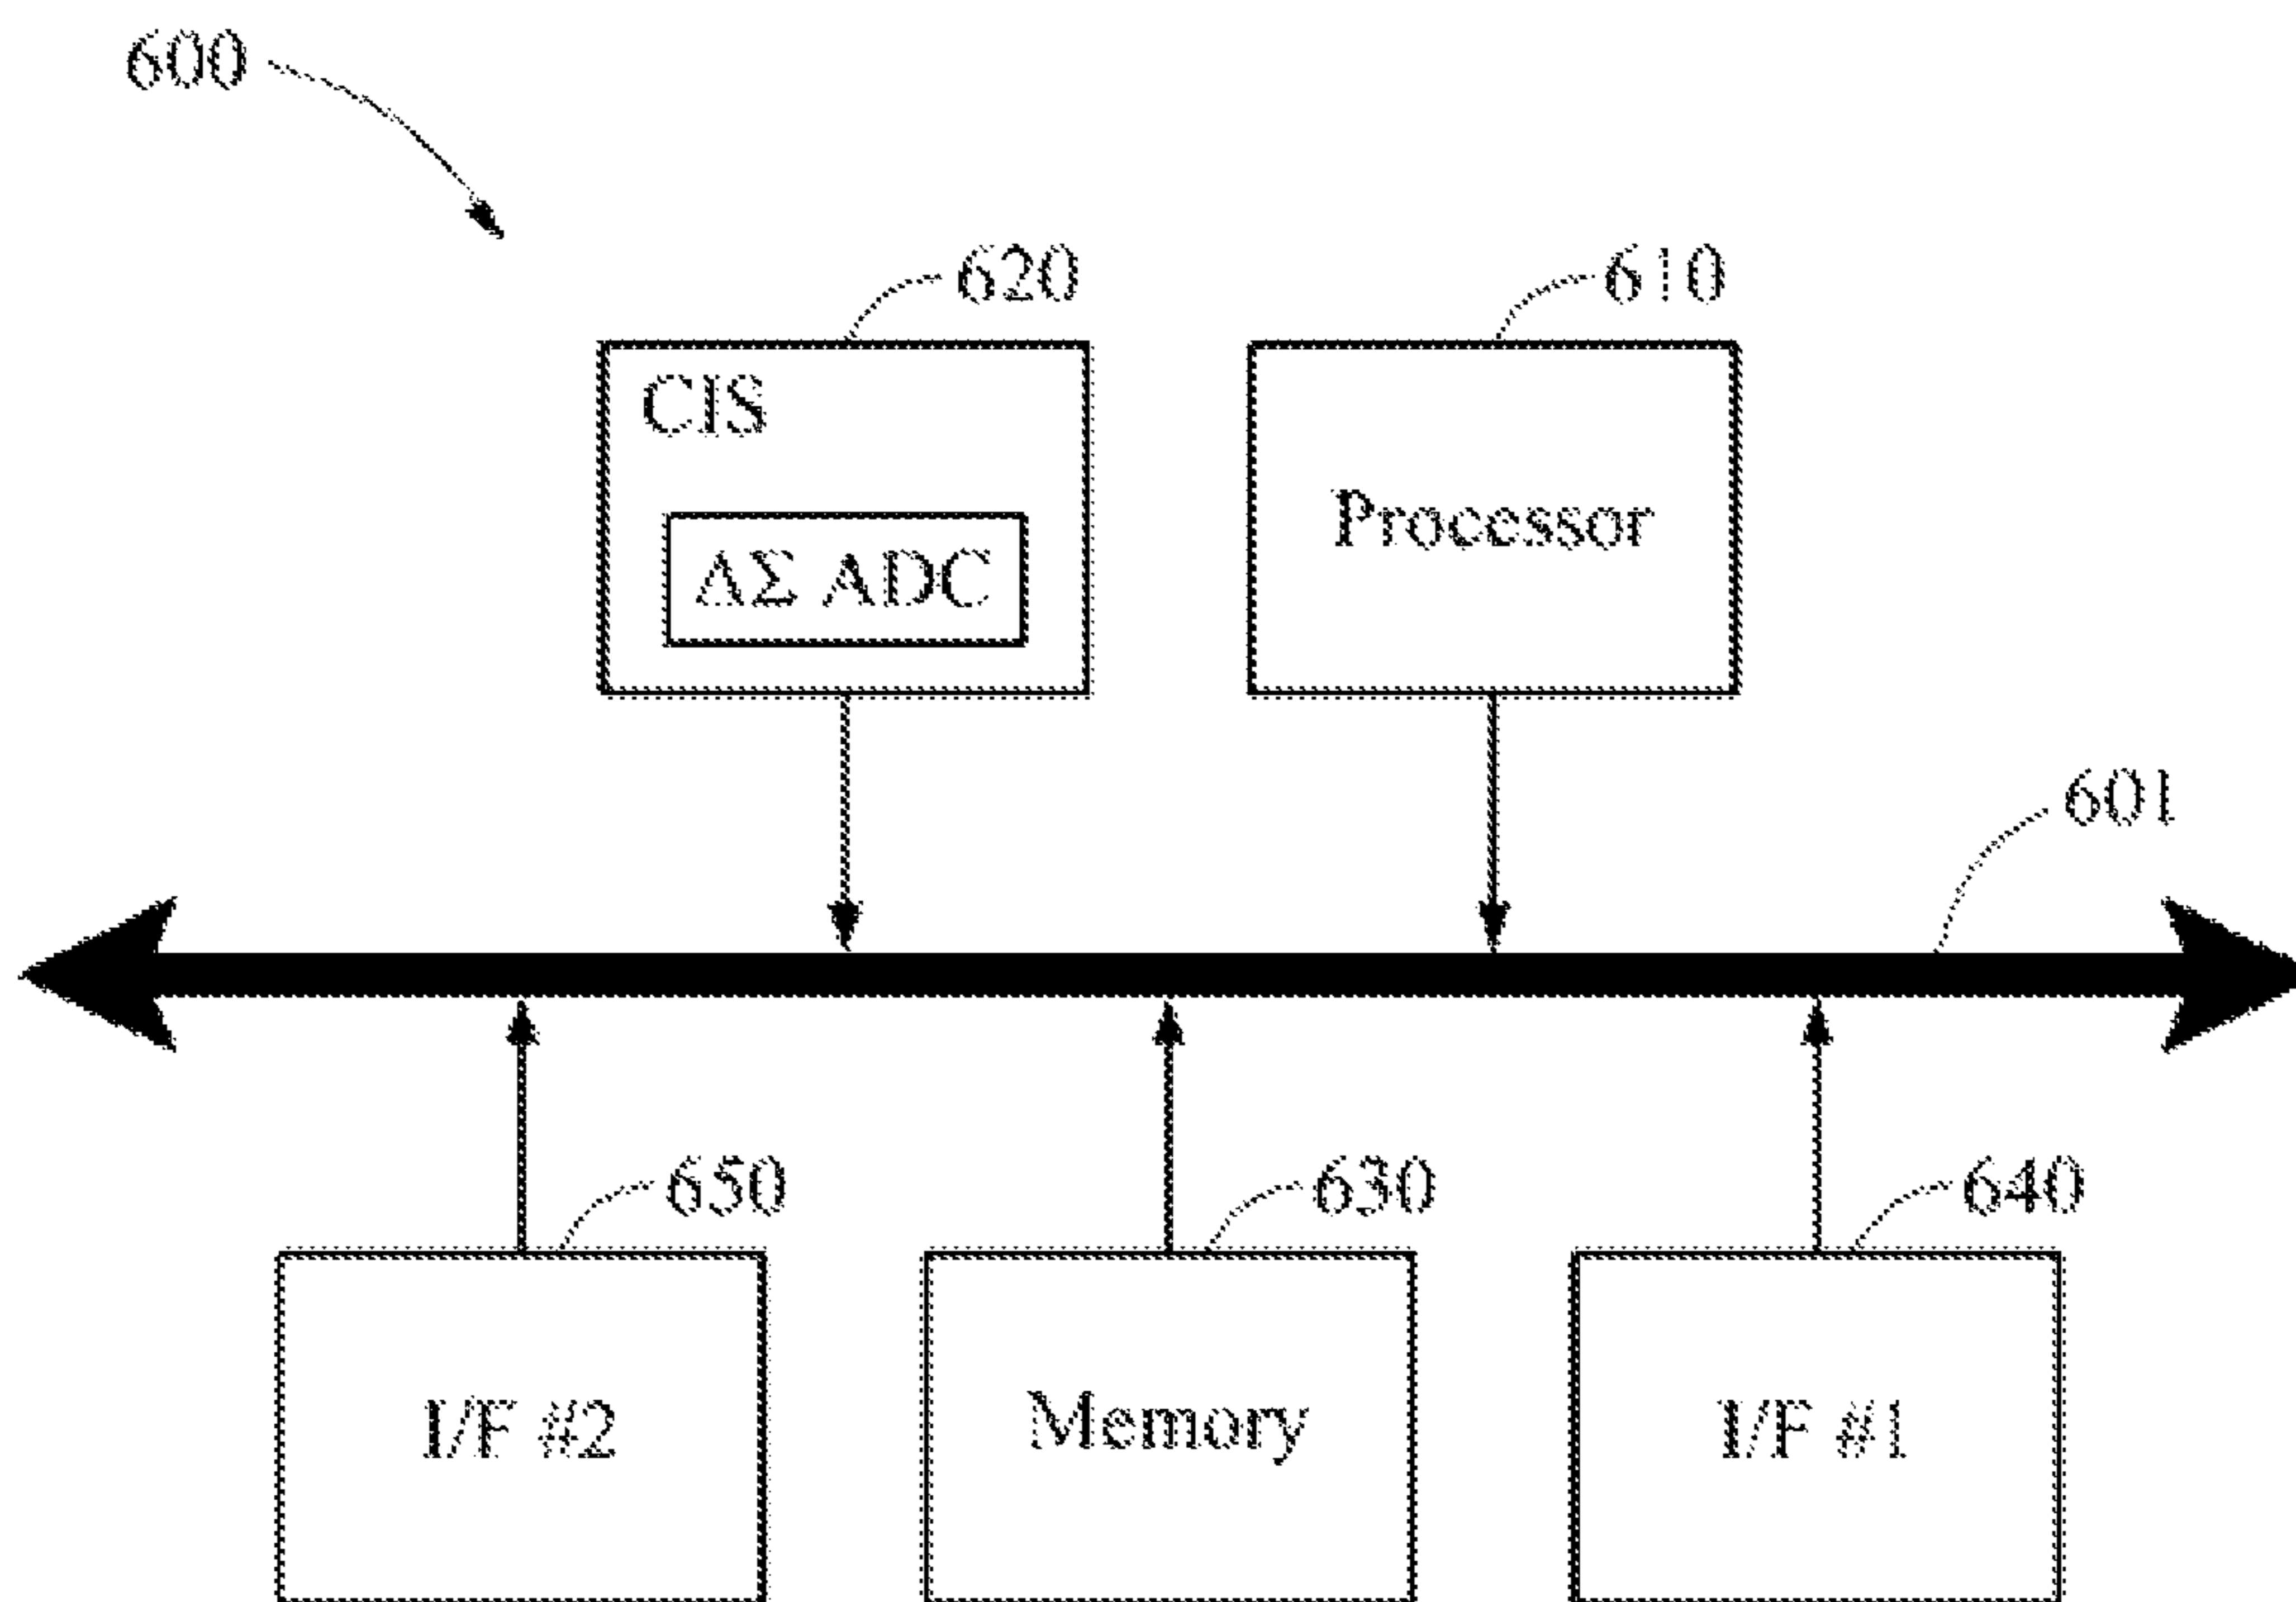 600
620
610
CIS
Processor
ΔΣ ADC
601
650
630
640
I/F #2
Memory
I/F #1